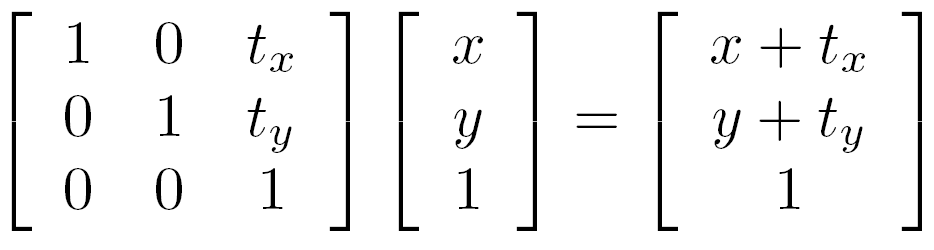 1 0 t_x x x + t_x
0 1 t_y y = y + t_y
0 0 1 1 1